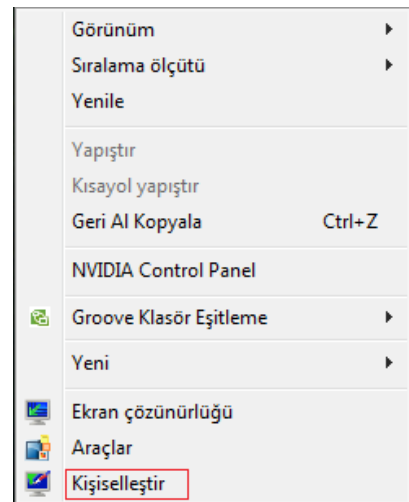 Görünüm
Sıralama ölçütü
Yenile
Yapıştır
Kısayol yapıştır
Geri Al Kopyala Ctrl+Z
NVIDIA Control Panel
Groove Klasör Eşitleme
Yeni
Ekran çözünürlüğü
Araçlar
Kişiselleştir